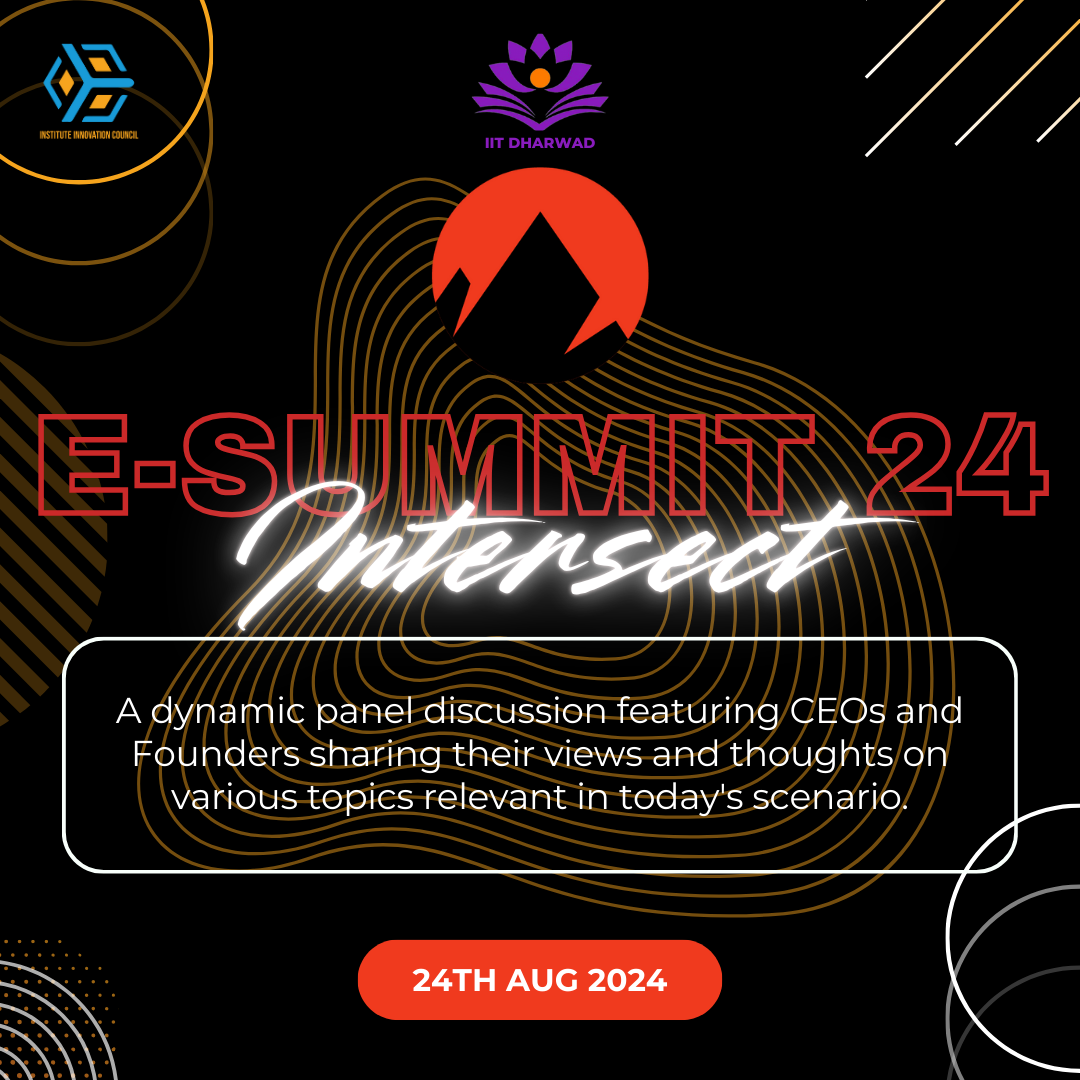 INSTITUTE INNOVATION COUNCIL
IIT DHARWAD
E-SUMMIT 24
Intersect
A dynamic panel discussion featuring CEOs and
Founders sharing their views and thoughts on
various topics relevant in today's scenario.
24TH AUG 2024